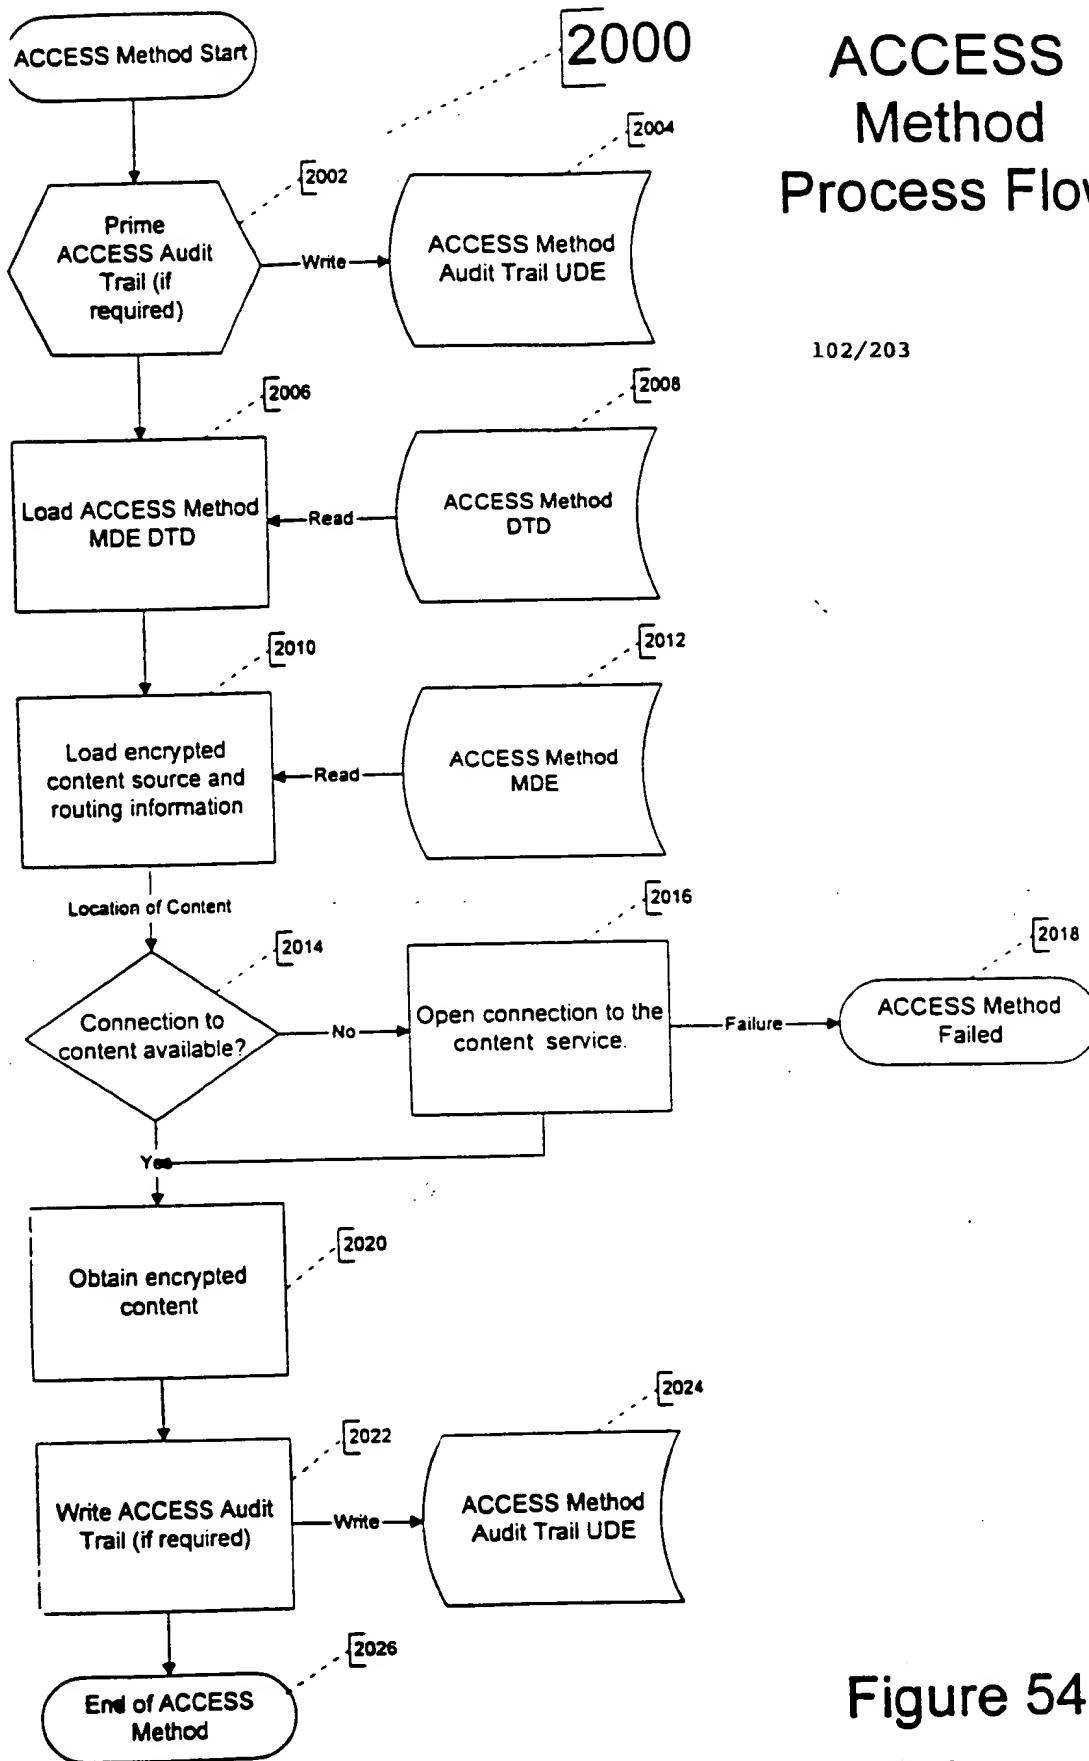 ACCESS Method Start
2000
ACCESS
Method
Process Flow
2002
2004
Prime
ACCESS Audit
Trail (if
required)
Write
ACCESS Method
Audit Trail UDE
102/203
2006
2008
Load ACCESS Method
MDE DTD
Read
ACCESS Method
DTD
2010
2012
Load encrypted
content source and
routing information
Read
ACCESS Method
MDE
Location of Content
2014
2016
2018
Connection to
content available?
No
Open connection to the
content service.
Failure
ACCESS Method
Failed
Yes
2020
Obtain encrypted
content
2022
2024
Write ACCESS Audit
Trail (if required)
Write
ACCESS Method
Audit Trail UDE
2026
End of ACCESS
Method
Figure 54